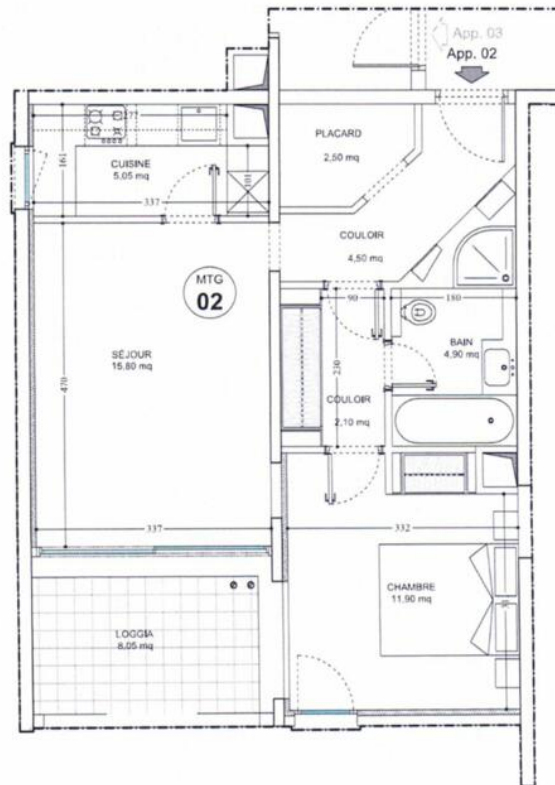 App. 03
App. 02
PLACARD
2,50 mq
277
CUISINE
5,05 mq
161
101
337
COULOIR
4,50 mq
MTG
02
90
180
BAIN
4,90 mq
SÉJOUR
15,80 mq
470
230
COULOIR
2,10 mq
337
332
CHAMBRE
11,90 mq
LOGGIA
8,05 mq